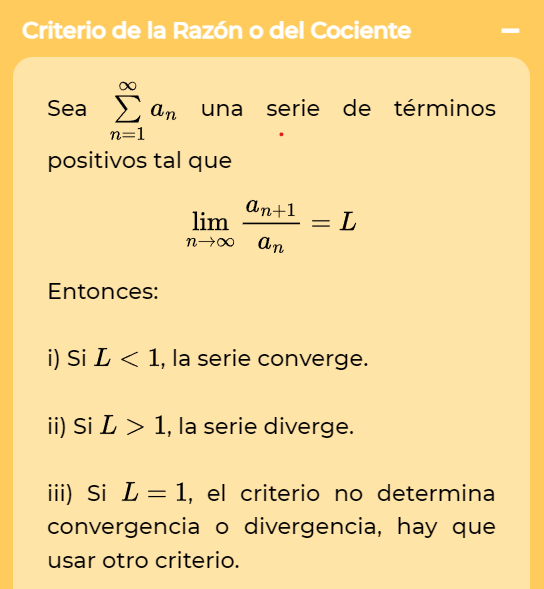 Criterio de la Razón o del Cociente
Sea $\sum_{n=1}^{\infty} a_n$ una serie de términos
positivos tal que
$\lim_{n \to \infty} \frac{a_{n+1}}{a_n} = L$
Entonces:
i) Si $L < 1$, la serie converge.
ii) Si $L > 1$, la serie diverge.
iii) Si $L = 1$, el criterio no determina
convergencia o divergencia, hay que
usar otro criterio.